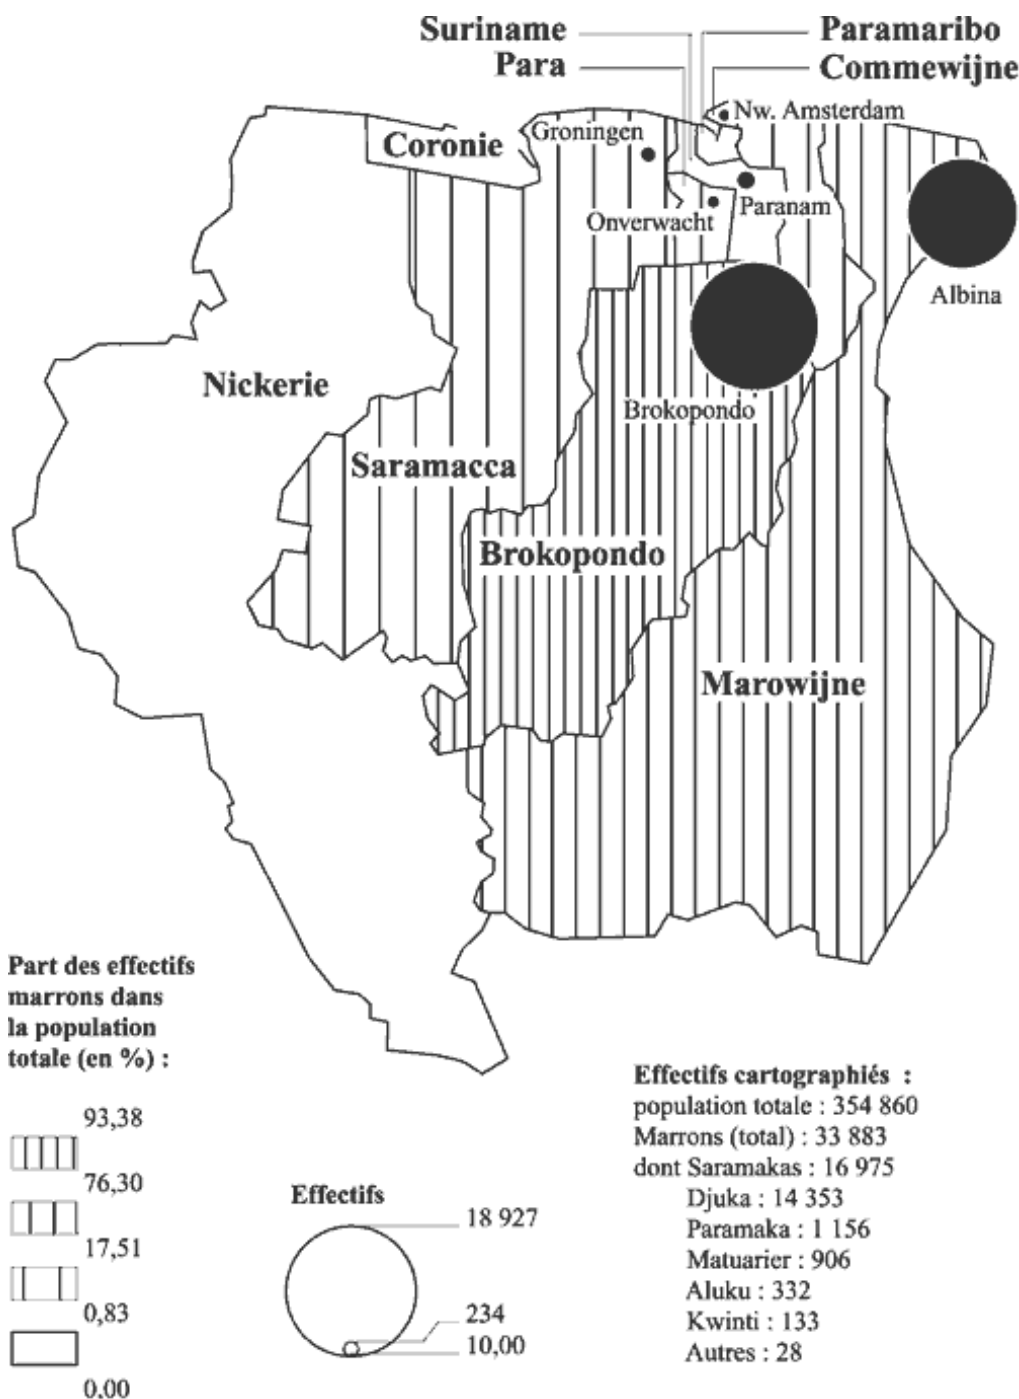 Suriname
Para
Paramaribo
Commewijne
Nw. Amsterdam
Coronie
Groningen
Onverwacht
Paranam
Albina
Nickerie
Brokopondo
Saramacca
Brokopondo
Marowijne
Part des effectifs
marrons dans
la population
totale (en %) :
93,38
76,30
17,51
0,83
0,00
Effectifs
18 927
234
10,00
Effectifs cartographiés :
population totale : 354 860
Marrons (total) : 33 883
dont Saramakas : 16 975
Djuka : 14 353
Paramaka : 1 156
Matuarier : 906
Aluku : 332
Kwinti : 133
Autres : 28